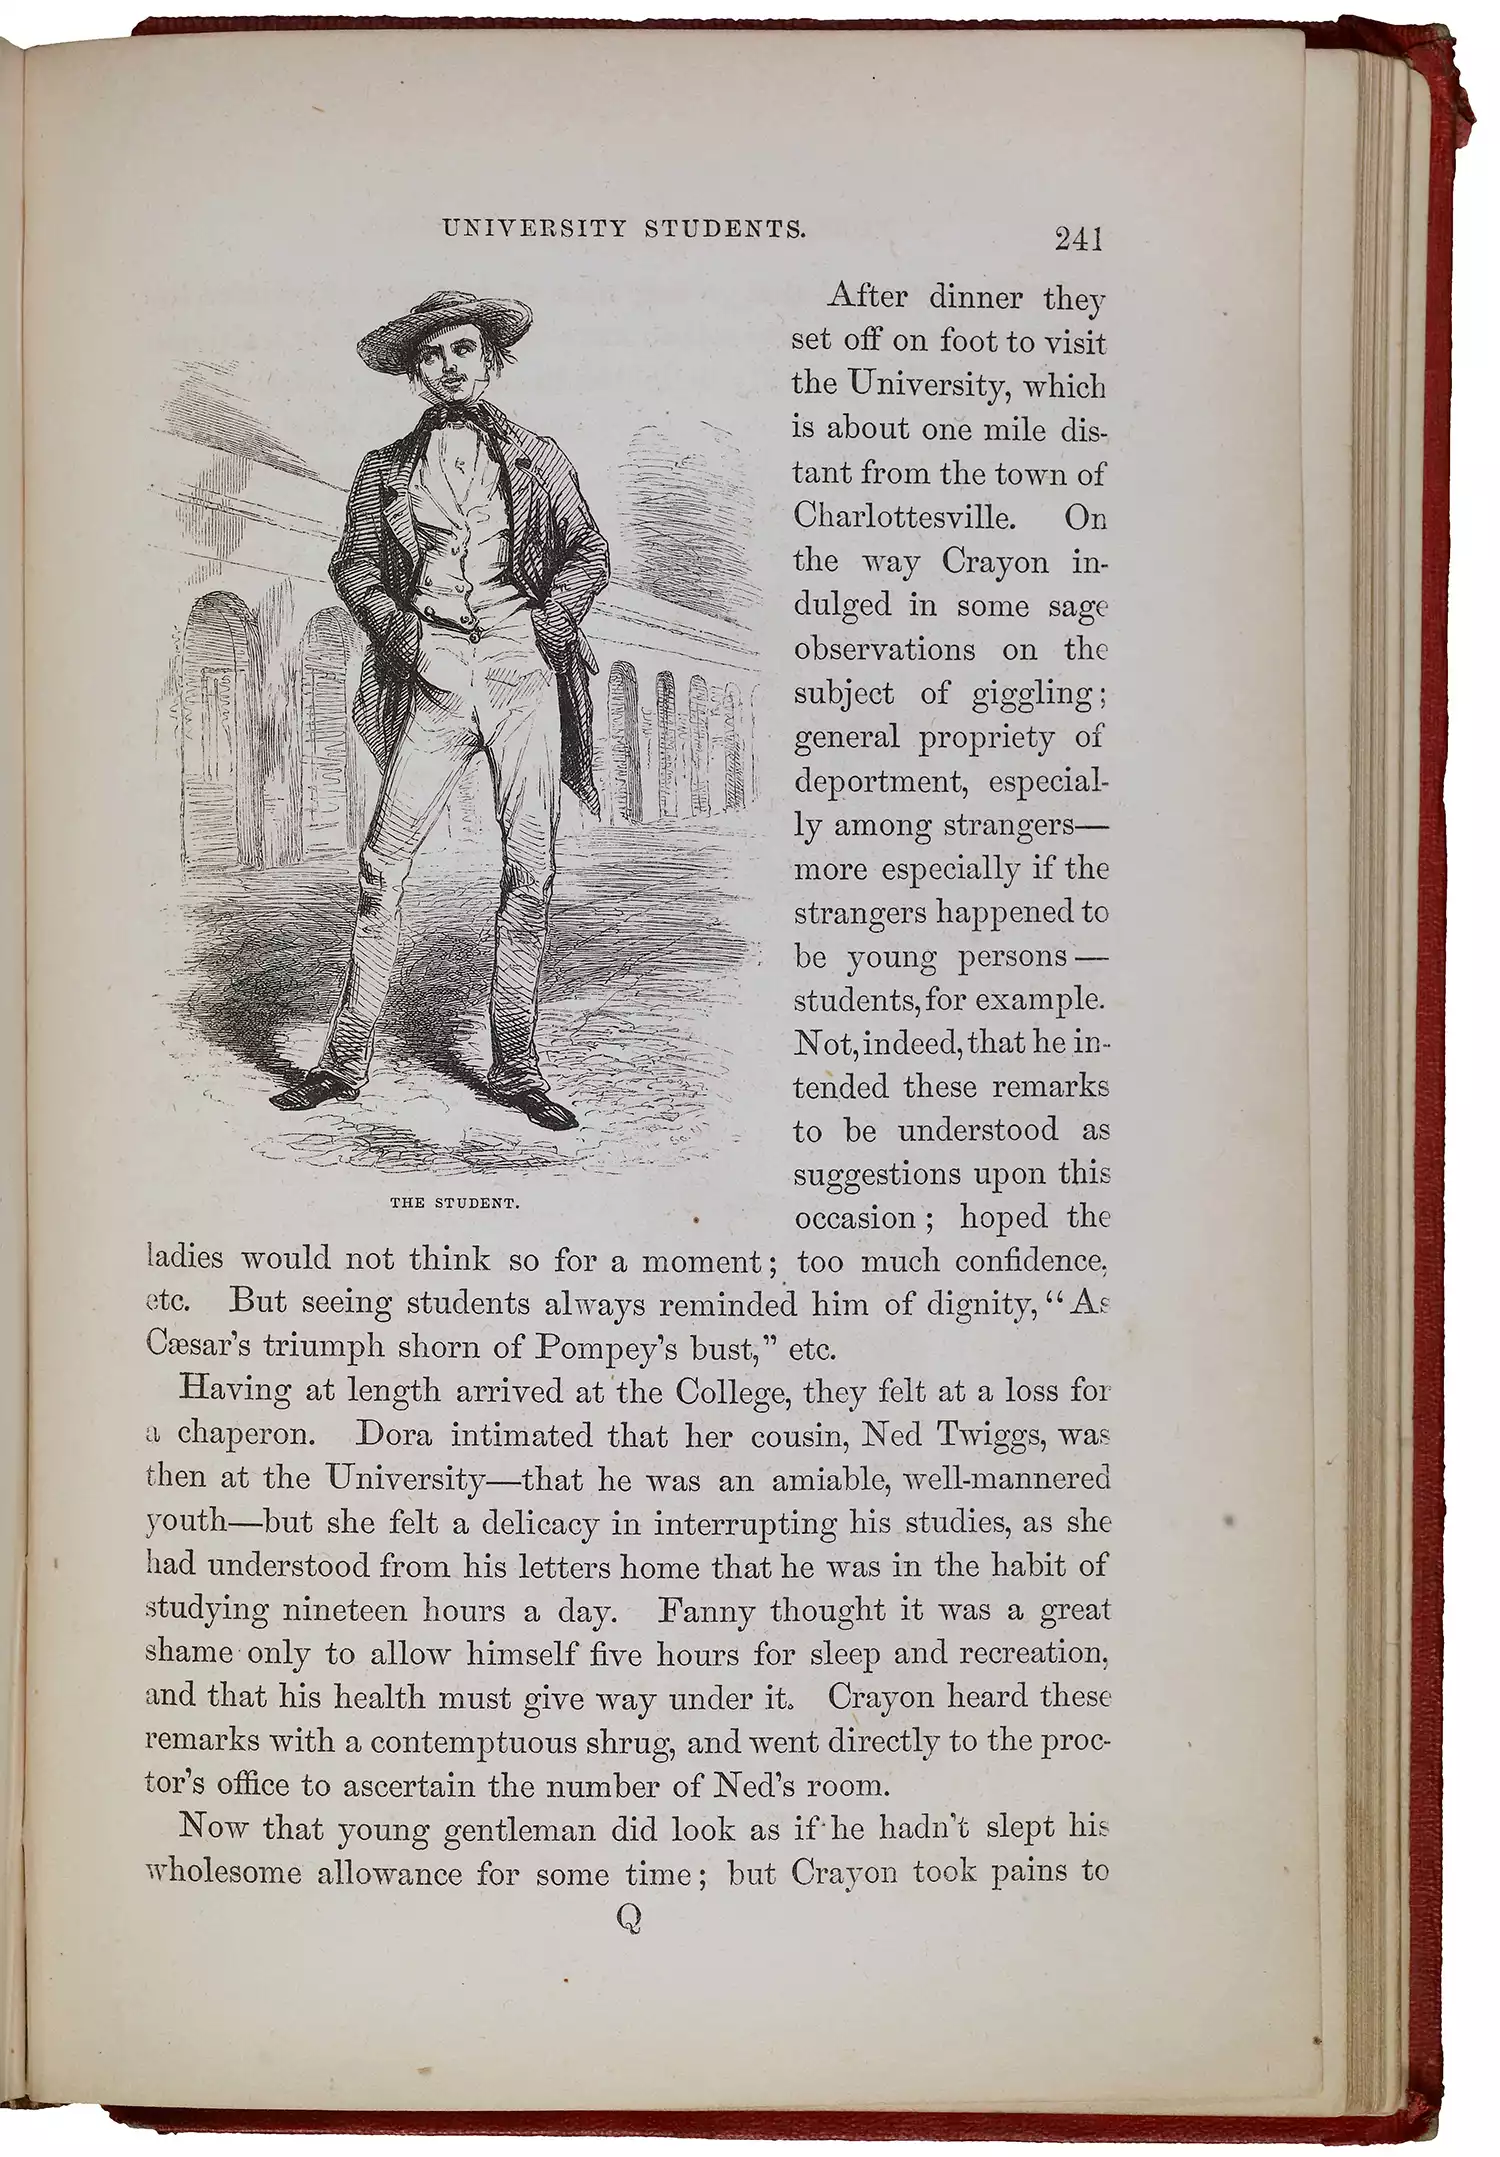 UNIVERSITY STUDENTS. 241
After dinner they
set off on foot to visit
the University, which
is about one mile dis-
tant from the town of
Charlottesville. On
the way Crayon in-
dulged in some sage
observations on the
subject of giggling;
general propriety of
deportment, especial-
ly among strangers—
more especially if the
strangers happened to
be young persons—
students, for example.
Not, indeed, that he in-
tended these remarks
to be understood as
suggestions upon this
occasion; hoped the
THE STUDENT.
ladies would not think so for a moment; too much confidence,
etc. But seeing students always reminded him of dignity, “As
Cæsar's triumph shorn of Pompey's bust,” etc.
Having at length arrived at the College, they felt at a loss for
a chaperon. Dora intimated that her cousin, Ned Twiggs, was
then at the University—that he was an amiable, well-mannered
youth—but she felt a delicacy in interrupting his studies, as she
had understood from his letters home that he was in the habit of
studying nineteen hours a day. Fanny thought it was a great
shame only to allow himself five hours for sleep and recreation,
and that his health must give way under it. Crayon heard these
remarks with a contemptuous shrug, and went directly to the proc-
tor's office to ascertain the number of Ned's room.
Now that young gentleman did look as if he hadn't slept his
wholesome allowance for some time; but Crayon took pains to
Q